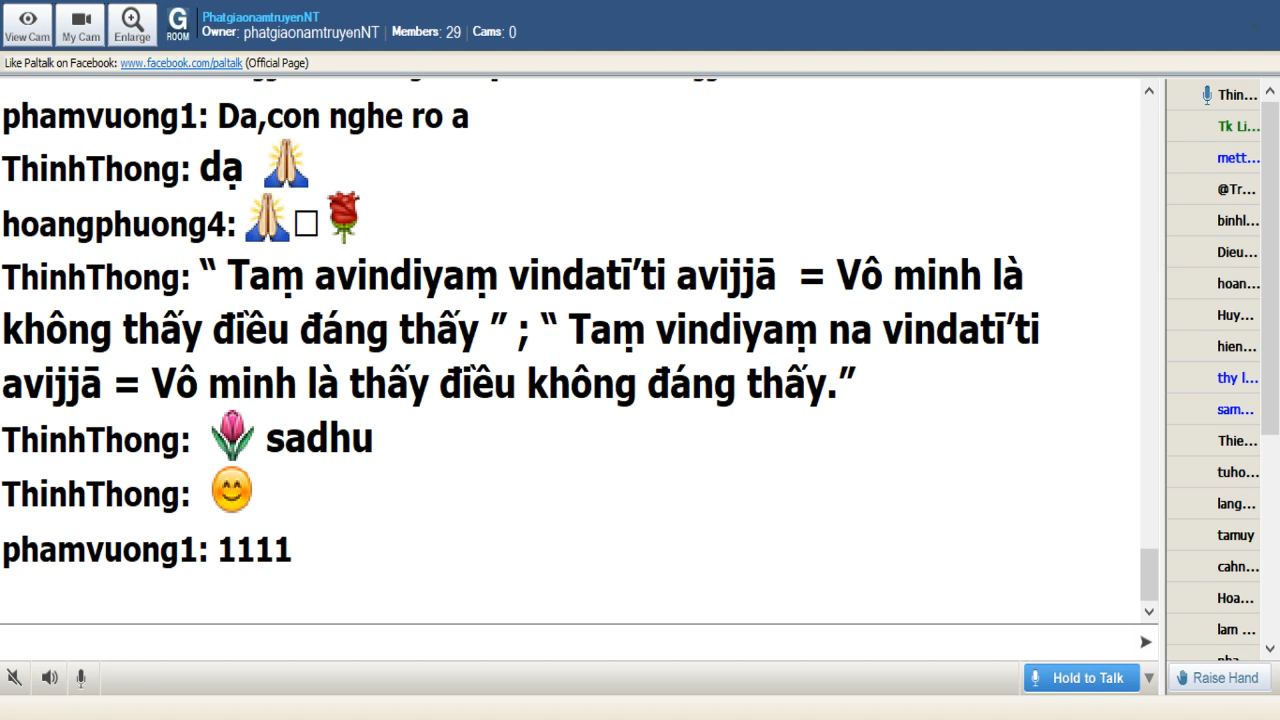 PhatgiaonamtruyenNT
Owner: phatgiaonamtruyenNT Members: 29 Cams: 0
View Cam My Cam Enlarge G ROOM
Like Paltalk on Facebook: www.facebook.com/paltalk (Official Page)
phamvuong1: Da,con nghe ro a
ThinhThong: dạ 🙏
hoangphuong4: 🙏□🌹
ThinhThong: “ Taṃ avindiyaṃ vindatī’ti avijjā = Vô minh là
không thấy điều đáng thấy ” ; “ Taṃ vindiyaṃ na vindatī’ti
avijjā = Vô minh là thấy điều không đáng thấy.”
ThinhThong: 🌷 sadhu
ThinhThong: 😊
phamvuong1: 1111
Thin...
Tk Li...
mett...
@Tr...
binhl...
Dieu...
hoan...
Huy...
hien...
thy l...
sam...
Thie...
tuho...
lang...
tamuy
cahn...
Hoa...
lam ...
Hold to Talk
Raise Hand